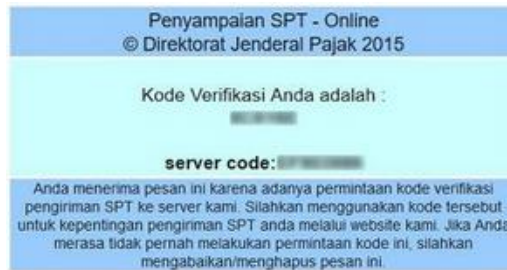 Penyampaian SPT - Online
© Direktorat Jenderal Pajak 2015
Kode Verifikasi Anda adalah :
server code:
Anda menerima pesan ini karena adanya permintaan kode verifikasi
pengiriman SPT ke server kami. Silahkan menggunakan kode tersebut
untuk kepentingan pengiriman SPT anda melalui website kami. Jika Anda
merasa tidak pernah melakukan permintaan kode ini, silahkan
mengabaikan/menghapus pesan ini.